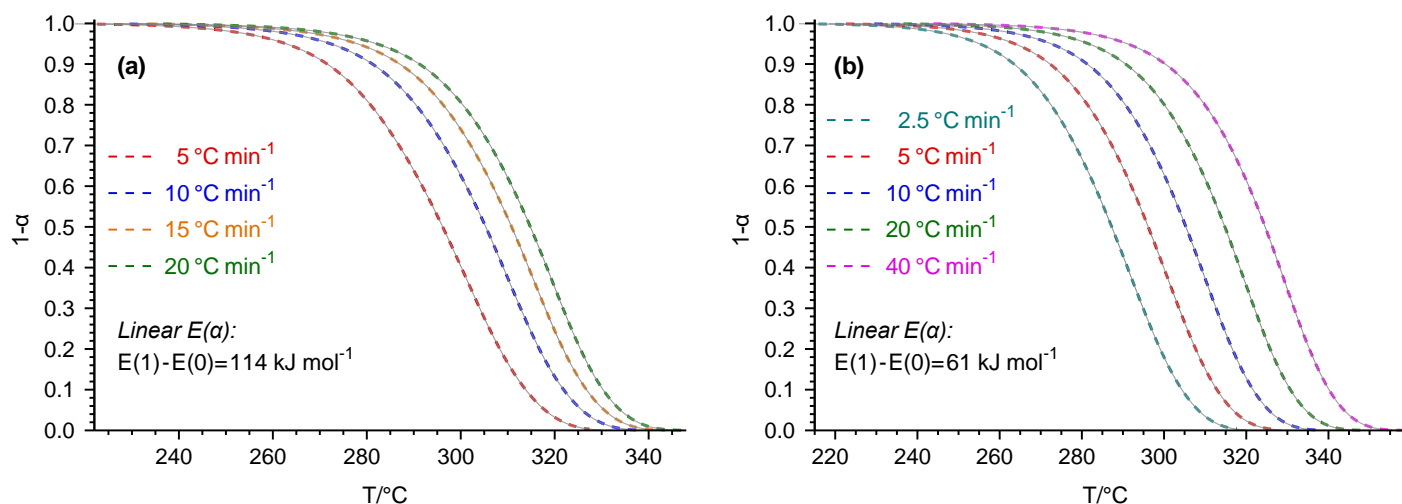 (a)
1-α
1.0
0.9
0.8
0.7
0.6
0.5
0.4
0.3
0.2
0.1
0.0
5 °C min⁻¹
10 °C min⁻¹
15 °C min⁻¹
20 °C min⁻¹
Linear E(α):
E(1)-E(0)=114 kJ mol⁻¹
240 260 280 300 320 340
T/°C
(b)
1-α
1.0
0.9
0.8
0.7
0.6
0.5
0.4
0.3
0.2
0.1
0.0
2.5 °C min⁻¹
5 °C min⁻¹
10 °C min⁻¹
20 °C min⁻¹
40 °C min⁻¹
Linear E(α):
E(1)-E(0)=61 kJ mol⁻¹
220 240 260 280 300 320 340
T/°C